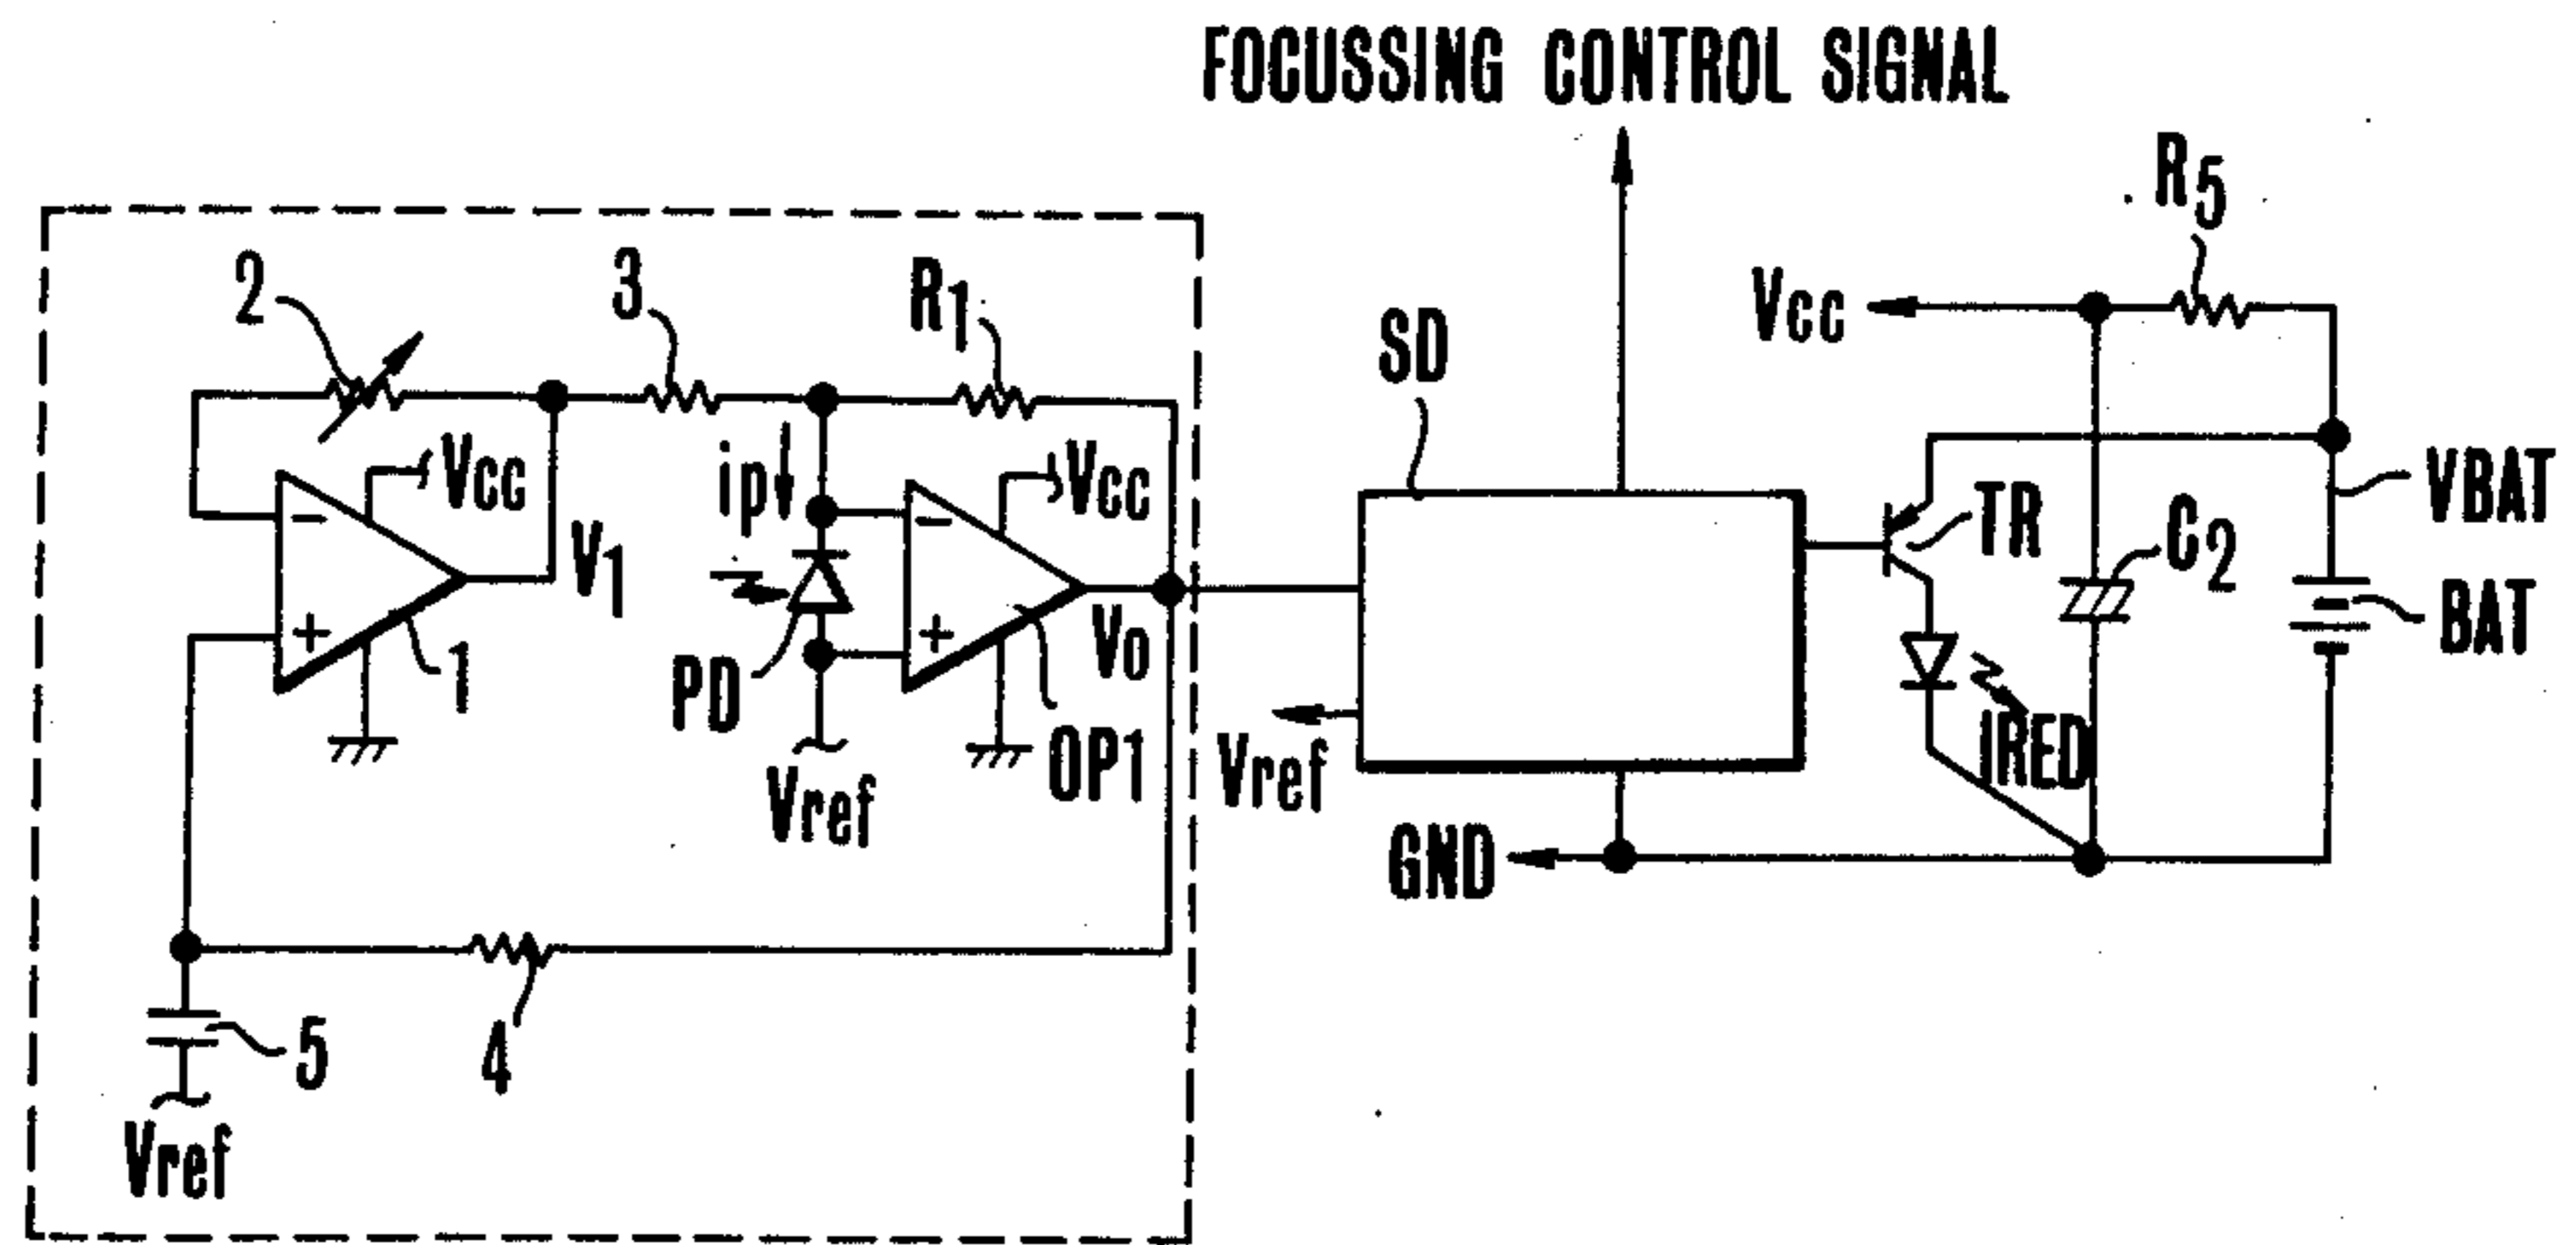 FOCUSSING CONTROL SIGNAL
R5
Vcc
SD
2
3
R1
Vcc
V1
ip
Vcc
TR
C2
VBAT
BAT
1
PD
Vo
OP1
Vref
Vref
IRED
GND
5
4
Vref